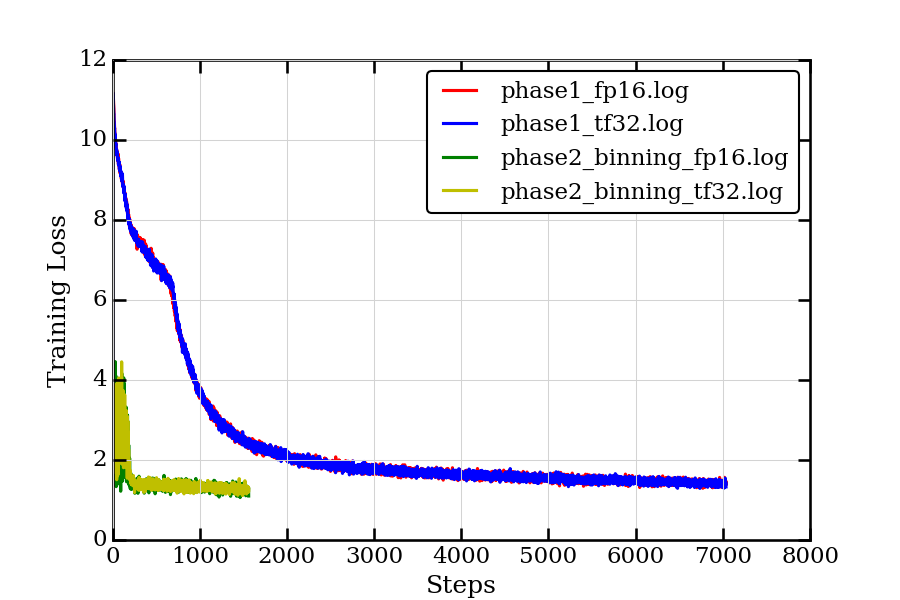 12
10
8
6
4
2
0
Training Loss
phase1_fp16.log
phase1_tf32.log
phase2_binning_fp16.log
phase2_binning_tf32.log
0 1000 2000 3000 4000 5000 6000 7000 8000
Steps